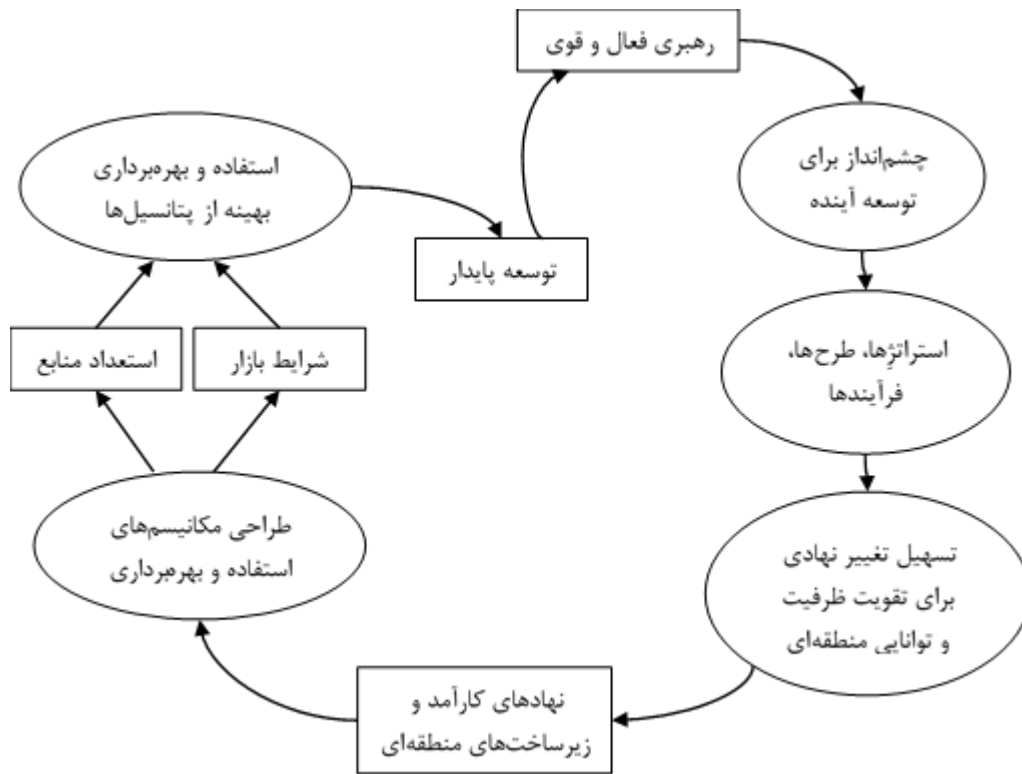 رهبری فعال و قوی
چشم‌انداز برای
توسعه آینده
استراتژِها، طرح‌ها،
فرآیندها
تسهیل تغییر نهادی
برای تقویت ظرفیت
و توانایی منطقه‌ای
نهادهای کارآمد و
زیرساخت‌های منطقه‌ای
طراحی مکانیسم‌های
استفاده و بهره‌برداری
شرایط بازار
استعداد منابع
استفاده و بهره‌برداری
بهینه از پتانسیل‌ها
توسعه پایدار